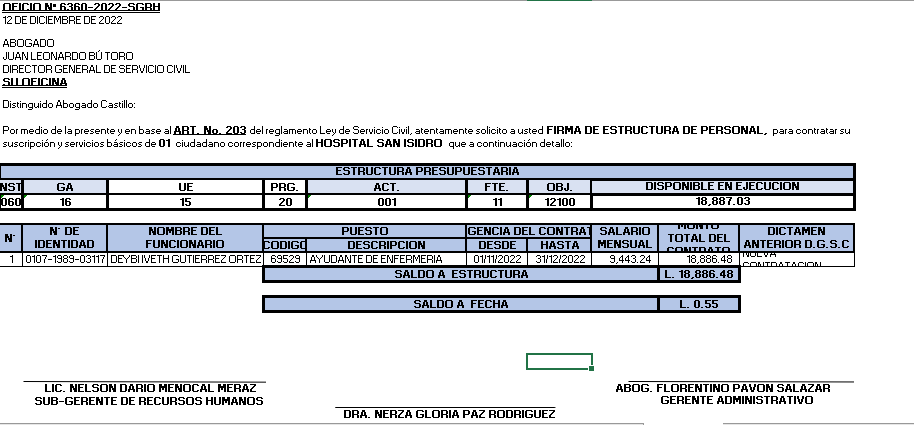 OFICIO Nº 6360-2022-SGRH
12 DE DICIEMBRE DE 2022
ABOGADO
JUAN LEONARDO BÚ TORO
DIRECTOR GENERAL DE SERVICIO CIVIL
SU OFICINA
Distinguido Abogado Castillo:
Por medio de la presente y en base al ART. No. 203 del reglamento Ley de Servicio Civil, atentamente solicito a usted FIRMA DE ESTRUCTURA DE PERSONAL, para contratar su
suscripción y servicios básicos de 01 ciudadano correspondiente al HOSPITAL SAN ISIDRO que a continuación detallo:
ESTRUCTURA PRESUPUESTARIA
NST GA UE PRG. ACT. FTE. OBJ. DISPONIBLE EN EJECUCION
060 16 15 20 001 11 12100 18,887.03
N° N° DE IDENTIDAD NOMBRE DEL FUNCIONARIO PUESTO GENCIA DEL CONTRAT SALARIO MENSUAL MONTO TOTAL DEL CONTRATO DICTAMEN ANTERIOR D.G.S.C
CODIGO DESCRIPCION DESDE HASTA
1 0107-1989-03117 DEYBI IVETH GUTIERREZ ORTEZ 69529 AYUDANTE DE ENFERMERIA 01/11/2022 31/12/2022 9,443.24 18,886.48 NUEVA CONTRATACION
SALDO A ESTRUCTURA L. 18,886.48
SALDO A FECHA L. 0.55
LIC. NELSON DARIO MENOCAL MERAZ
SUB-GERENTE DE RECURSOS HUMANOS
DRA. NERZA GLORIA PAZ RODRIGUEZ
ABOG. FLORENTINO PAVON SALAZAR
GERENTE ADMINISTRATIVO